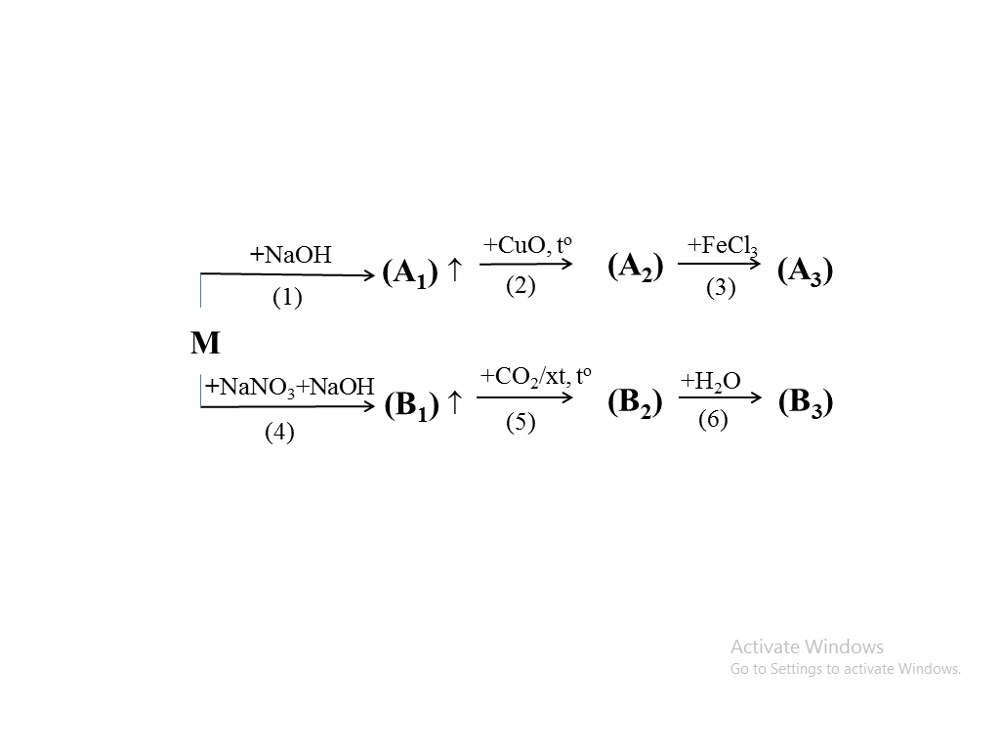 +NaOH (A₁) ↑ +CuO, tº (A₂) +FeCl₃ (A₃)
(1) (2) (3)
M
+NaNO₃+NaOH (B₁) ↑ +CO₂/xt, tº (B₂) +H₂O (B₃)
(4) (5) (6)
Activate Windows
Go to Settings to activate Windows.